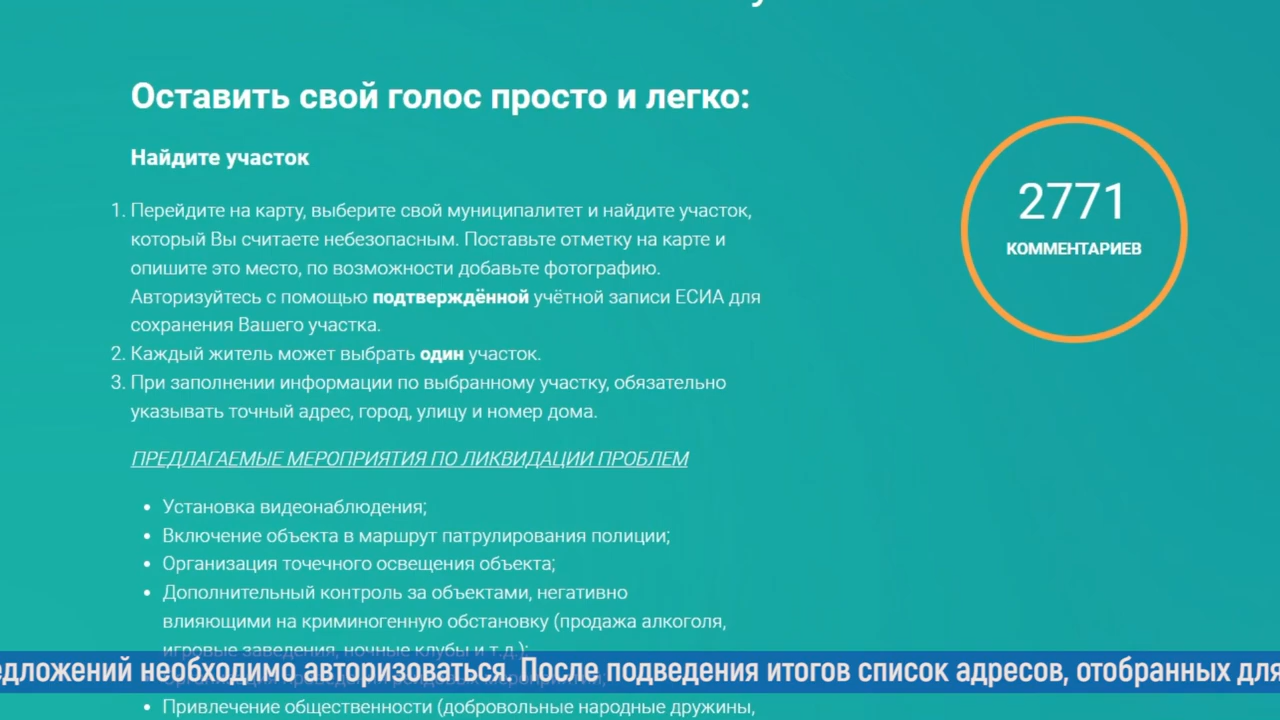 Оставить свой голос просто и легко:
Найдите участок
1. Перейдите на карту, выберите свой муниципалитет и найдите участок,
который Вы считаете небезопасным. Поставьте отметку на карте и
опишите это место, по возможности добавьте фотографию.
Авторизуйтесь с помощью подтверждённой учётной записи ЕСИА для
сохранения Вашего участка.
2. Каждый житель может выбрать один участок.
3. При заполнении информации по выбранному участку, обязательно
указывать точный адрес, город, улицу и номер дома.
2771
КОММЕНТАРИЕВ
ПРЕДЛАГАЕМЫЕ МЕРОПРИЯТИЯ ПО ЛИКВИДАЦИИ ПРОБЛЕМ
• Установка видеонаблюдения;
• Включение объекта в маршрут патрулирования полиции;
• Организация точечного освещения объекта;
• Дополнительный контроль за объектами, негативно
влияющими на криминогенную обстановку (продажа алкоголя,
игровые заведения, ночные клубы и т.д.);
едложений необходимо авторизоваться. После подведения итогов список адресов, отобранных для
• Привлечение общественности (добровольные народные дружины,